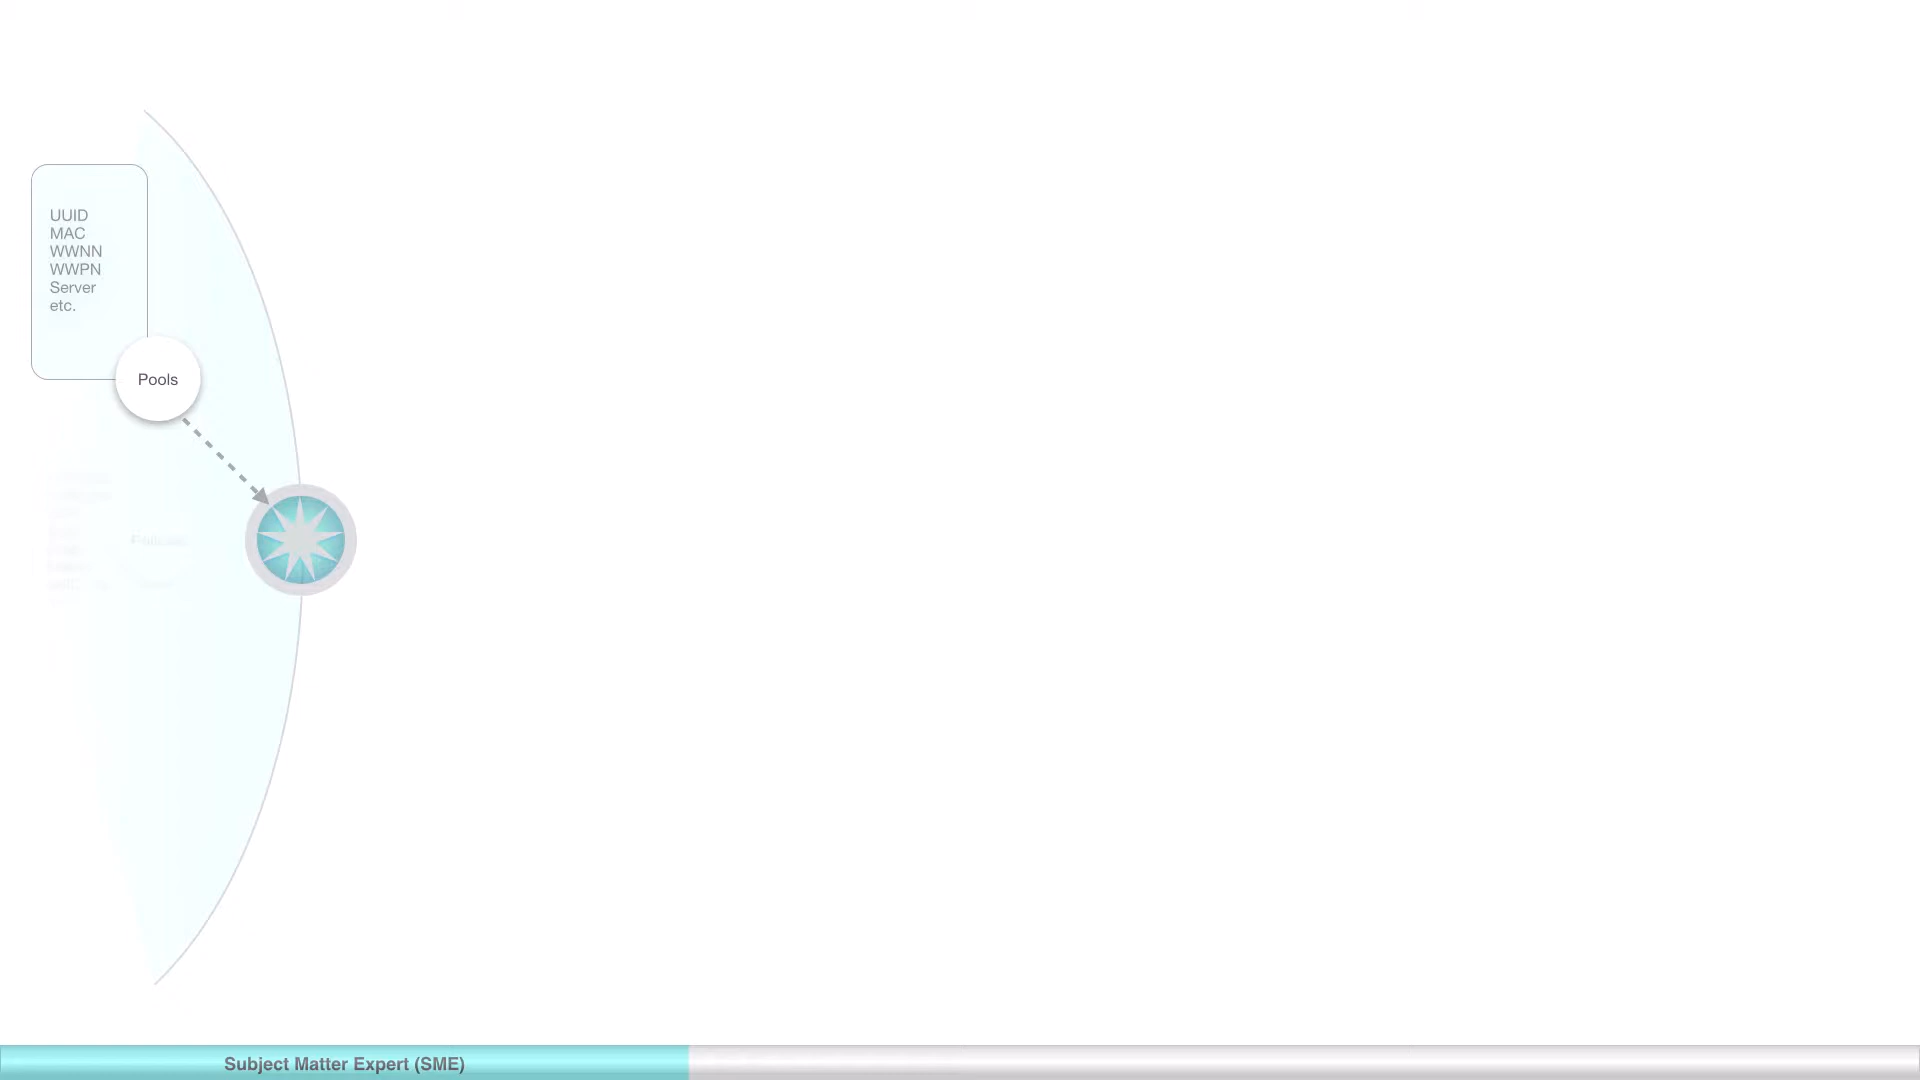 UUID
MAC
WWNN
WWPN
Server
etc.
Pools
Subject Matter Expert (SME)